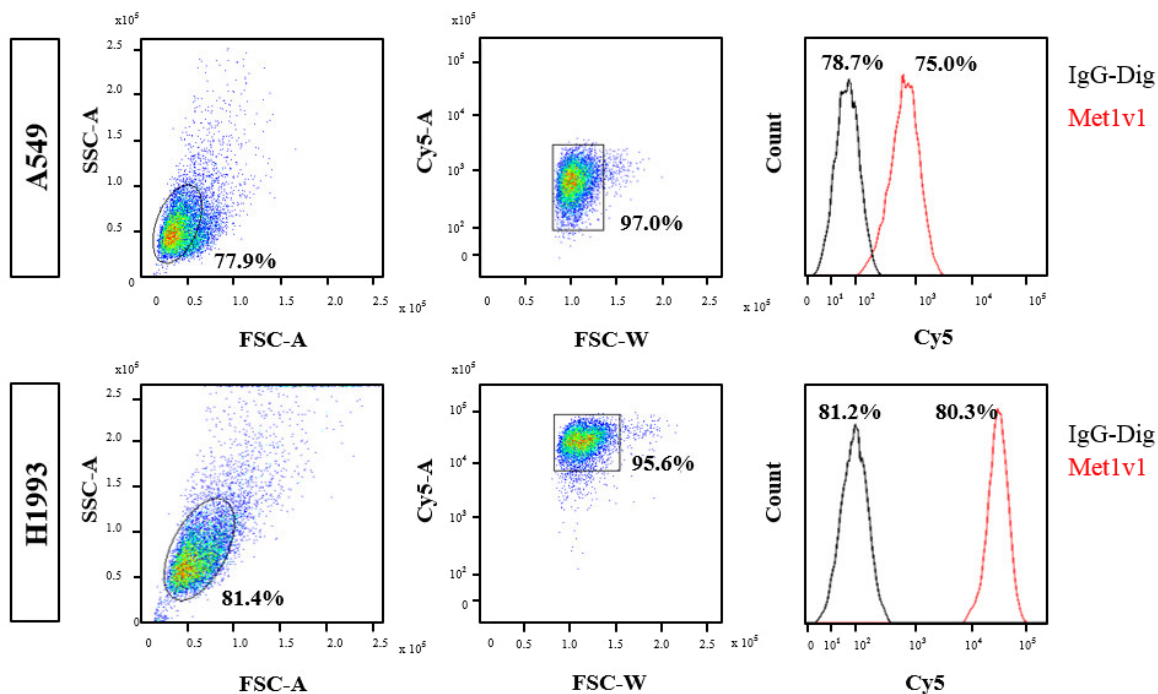 A549
x10⁵
SSC-A
2.5
2.0
1.5
1.0
0.5
0
77.9%
0 0.5 1.0 1.5 2.0 2.5
x 10⁵
FSC-A
x10⁵
Cy5-A
10⁵
10⁴
10³
10²
0
97.0%
0 0.5 1.0 1.5 2.0 2.5
x 10⁵
FSC-W
78.7% 75.0%
Count
0 10¹ 10² 10³ 10⁴ 10⁵
Cy5
IgG-Dig
Met1v1
H1993
x10⁵
SSC-A
2.5
2.0
1.5
1.0
0.5
0
81.4%
0 0.5 1.0 1.5 2.0 2.5
x 10⁵
FSC-A
x10⁵
Cy5-A
10⁵
10⁴
10³
10²
0
95.6%
0 0.5 1.0 1.5 2.0 2.5
x 10⁵
FSC-W
81.2% 80.3%
Count
0 10¹ 10² 10³ 10⁴ 10⁵
Cy5
IgG-Dig
Met1v1